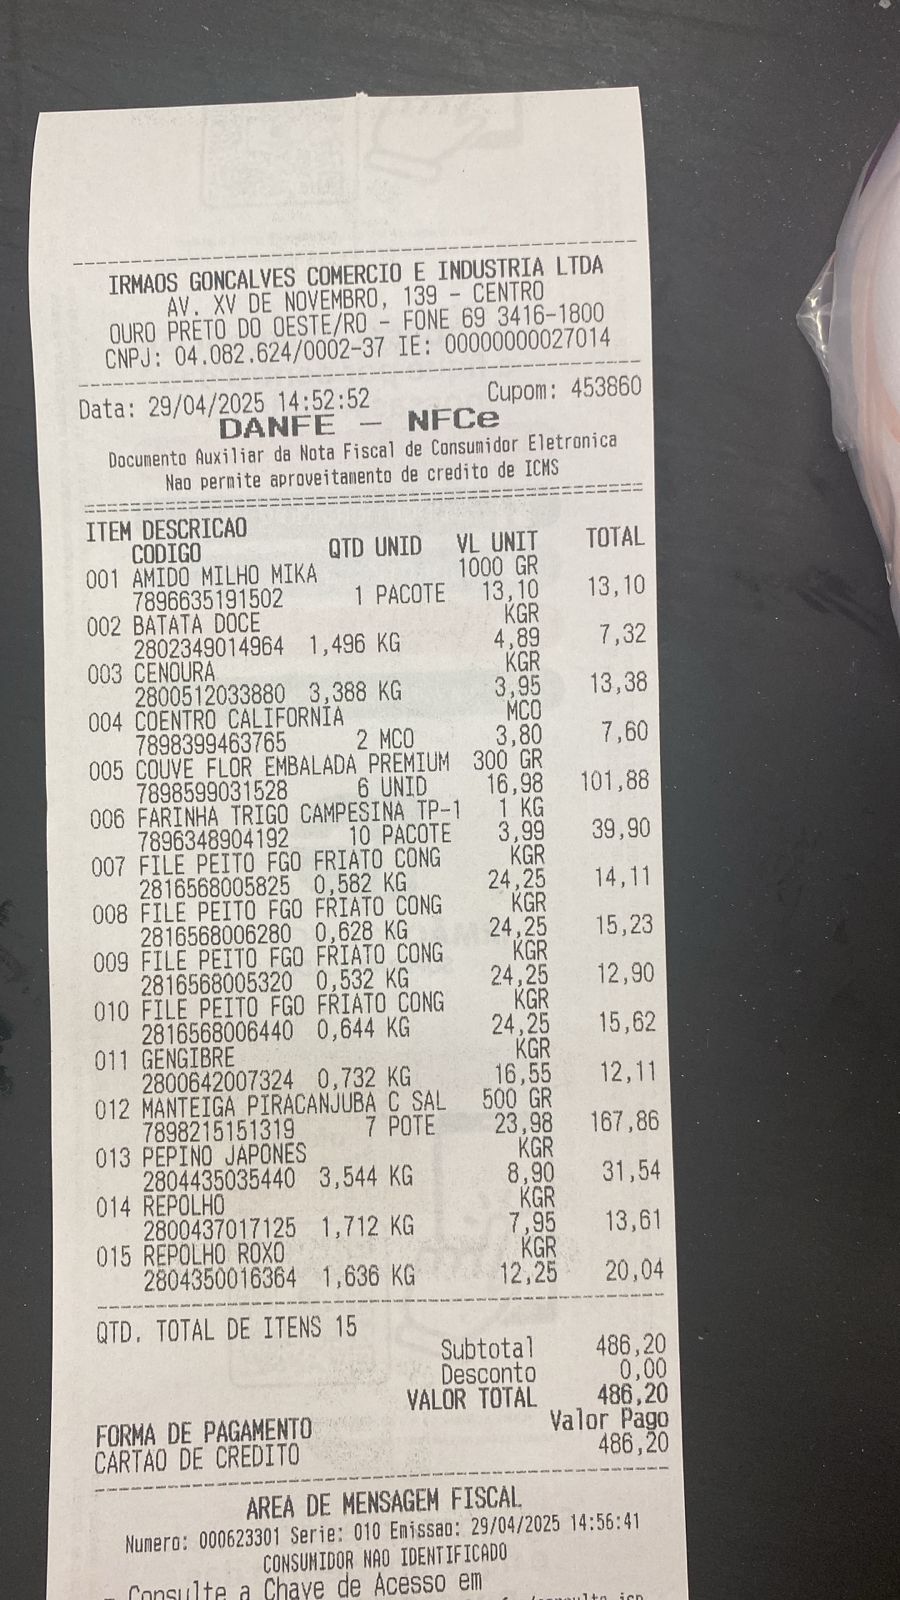 IRMAOS GONCALVES COMERCIO E INDUSTRIA LTDA
AV. XV DE NOVEMBRO, 139 - CENTRO
OURO PRETO DO OESTE/RO - FONE 69 3416-1800
CNPJ: 04.082.624/0002-37 IE: 00000000027014
Data: 29/04/2025 14:52:52 Cupom: 453860
DANFE - NFCe
Documento Auxiliar da Nota Fiscal de Consumidor Eletronica
Nao permite aproveitamento de credito de ICMS
ITEM DESCRICAO
CODIGO QTD UNID VL UNIT TOTAL
001 AMIDO MILHO MIKA 1000 GR
7896635191502 1 PACOTE 13,10 13,10
002 BATATA DOCE KGR
2802349014964 1,496 KG 4,89 7,32
003 CENOURA KGR
2800512033880 3,388 KG 3,95 13,38
004 COENTRO CALIFORNIA MCO
7898399463765 2 MCO 3,80 7,60
005 COUVE FLOR EMBALADA PREMIUM 300 GR
7898599031528 6 UNID 16,98 101,88
006 FARINHA TRIGO CAMPESINA TP-1 1 KG
7896348904192 10 PACOTE 3,99 39,90
007 FILE PEITO FGO FRIATO CONG KGR
2816568005825 0,582 KG 24,25 14,11
008 FILE PEITO FGO FRIATO CONG KGR
2816568006280 0,628 KG 24,25 15,23
009 FILE PEITO FGO FRIATO CONG KGR
2816568005320 0,532 KG 24,25 12,90
010 FILE PEITO FGO FRIATO CONG KGR
2816568006440 0,644 KG 24,25 15,62
011 GENGIBRE KGR
2800642007324 0,732 KG 16,55 12,11
012 MANTEIGA PIRACANJUBA C SAL 500 GR
7898215151319 7 POTE 23,98 167,86
013 PEPINO JAPONES KGR
2804435035440 3,544 KG 8,90 31,54
014 REPOLHO KGR
2800437017125 1,712 KG 7,95 13,61
015 REPOLHO ROXO KGR
2804350016364 1,636 KG 12,25 20,04
QTD. TOTAL DE ITENS 15
Subtotal 486,20
Desconto 0,00
VALOR TOTAL 486,20
FORMA DE PAGAMENTO Valor Pago
CARTAO DE CREDITO 486,20
AREA DE MENSAGEM FISCAL
Numero: 000623301 Serie: 010 Emissao: 29/04/2025 14:56:41
CONSUMIDOR NAO IDENTIFICADO
- Consulte a Chave de Acesso em